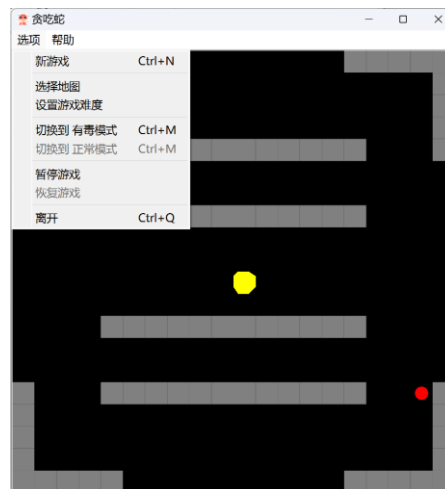 贪吃蛇
选项 帮助
新游戏 Ctrl+N
选择地图
设置游戏难度
切换到 有毒模式 Ctrl+M
切换到 正常模式 Ctrl+M
暂停游戏
恢复游戏
离开 Ctrl+Q